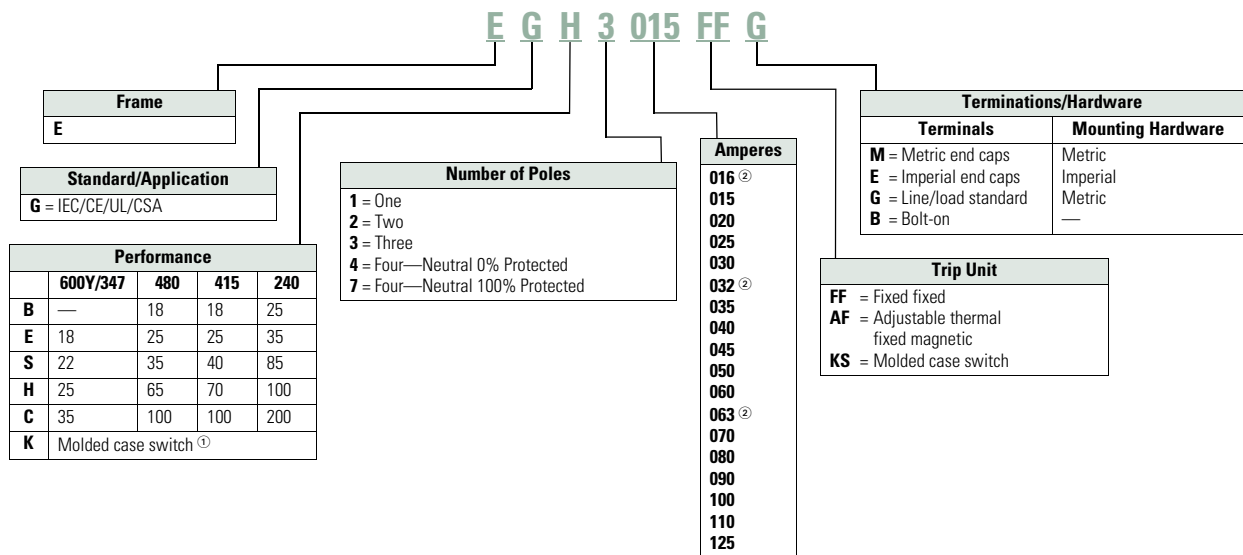 E G H 3 015 FF G
Frame
E
Standard/Application
G = IEC/CE/UL/CSA
Performance
600Y/347 480 415 240
B — 18 18 25
E 18 25 25 35
S 22 35 40 85
H 25 65 70 100
C 35 100 100 200
K Molded case switch ①
Number of Poles
1 = One
2 = Two
3 = Three
4 = Four—Neutral 0% Protected
7 = Four—Neutral 100% Protected
Amperes
016 ②
015
020
025
030
032 ②
035
040
045
050
060
063 ②
070
080
090
100
110
125
Terminations/Hardware
Terminals Mounting Hardware
M = Metric end caps Metric
E = Imperial end caps Imperial
G = Line/load standard Metric
B = Bolt-on —
Trip Unit
FF = Fixed fixed
AF = Adjustable thermal
fixed magnetic
KS = Molded case switch